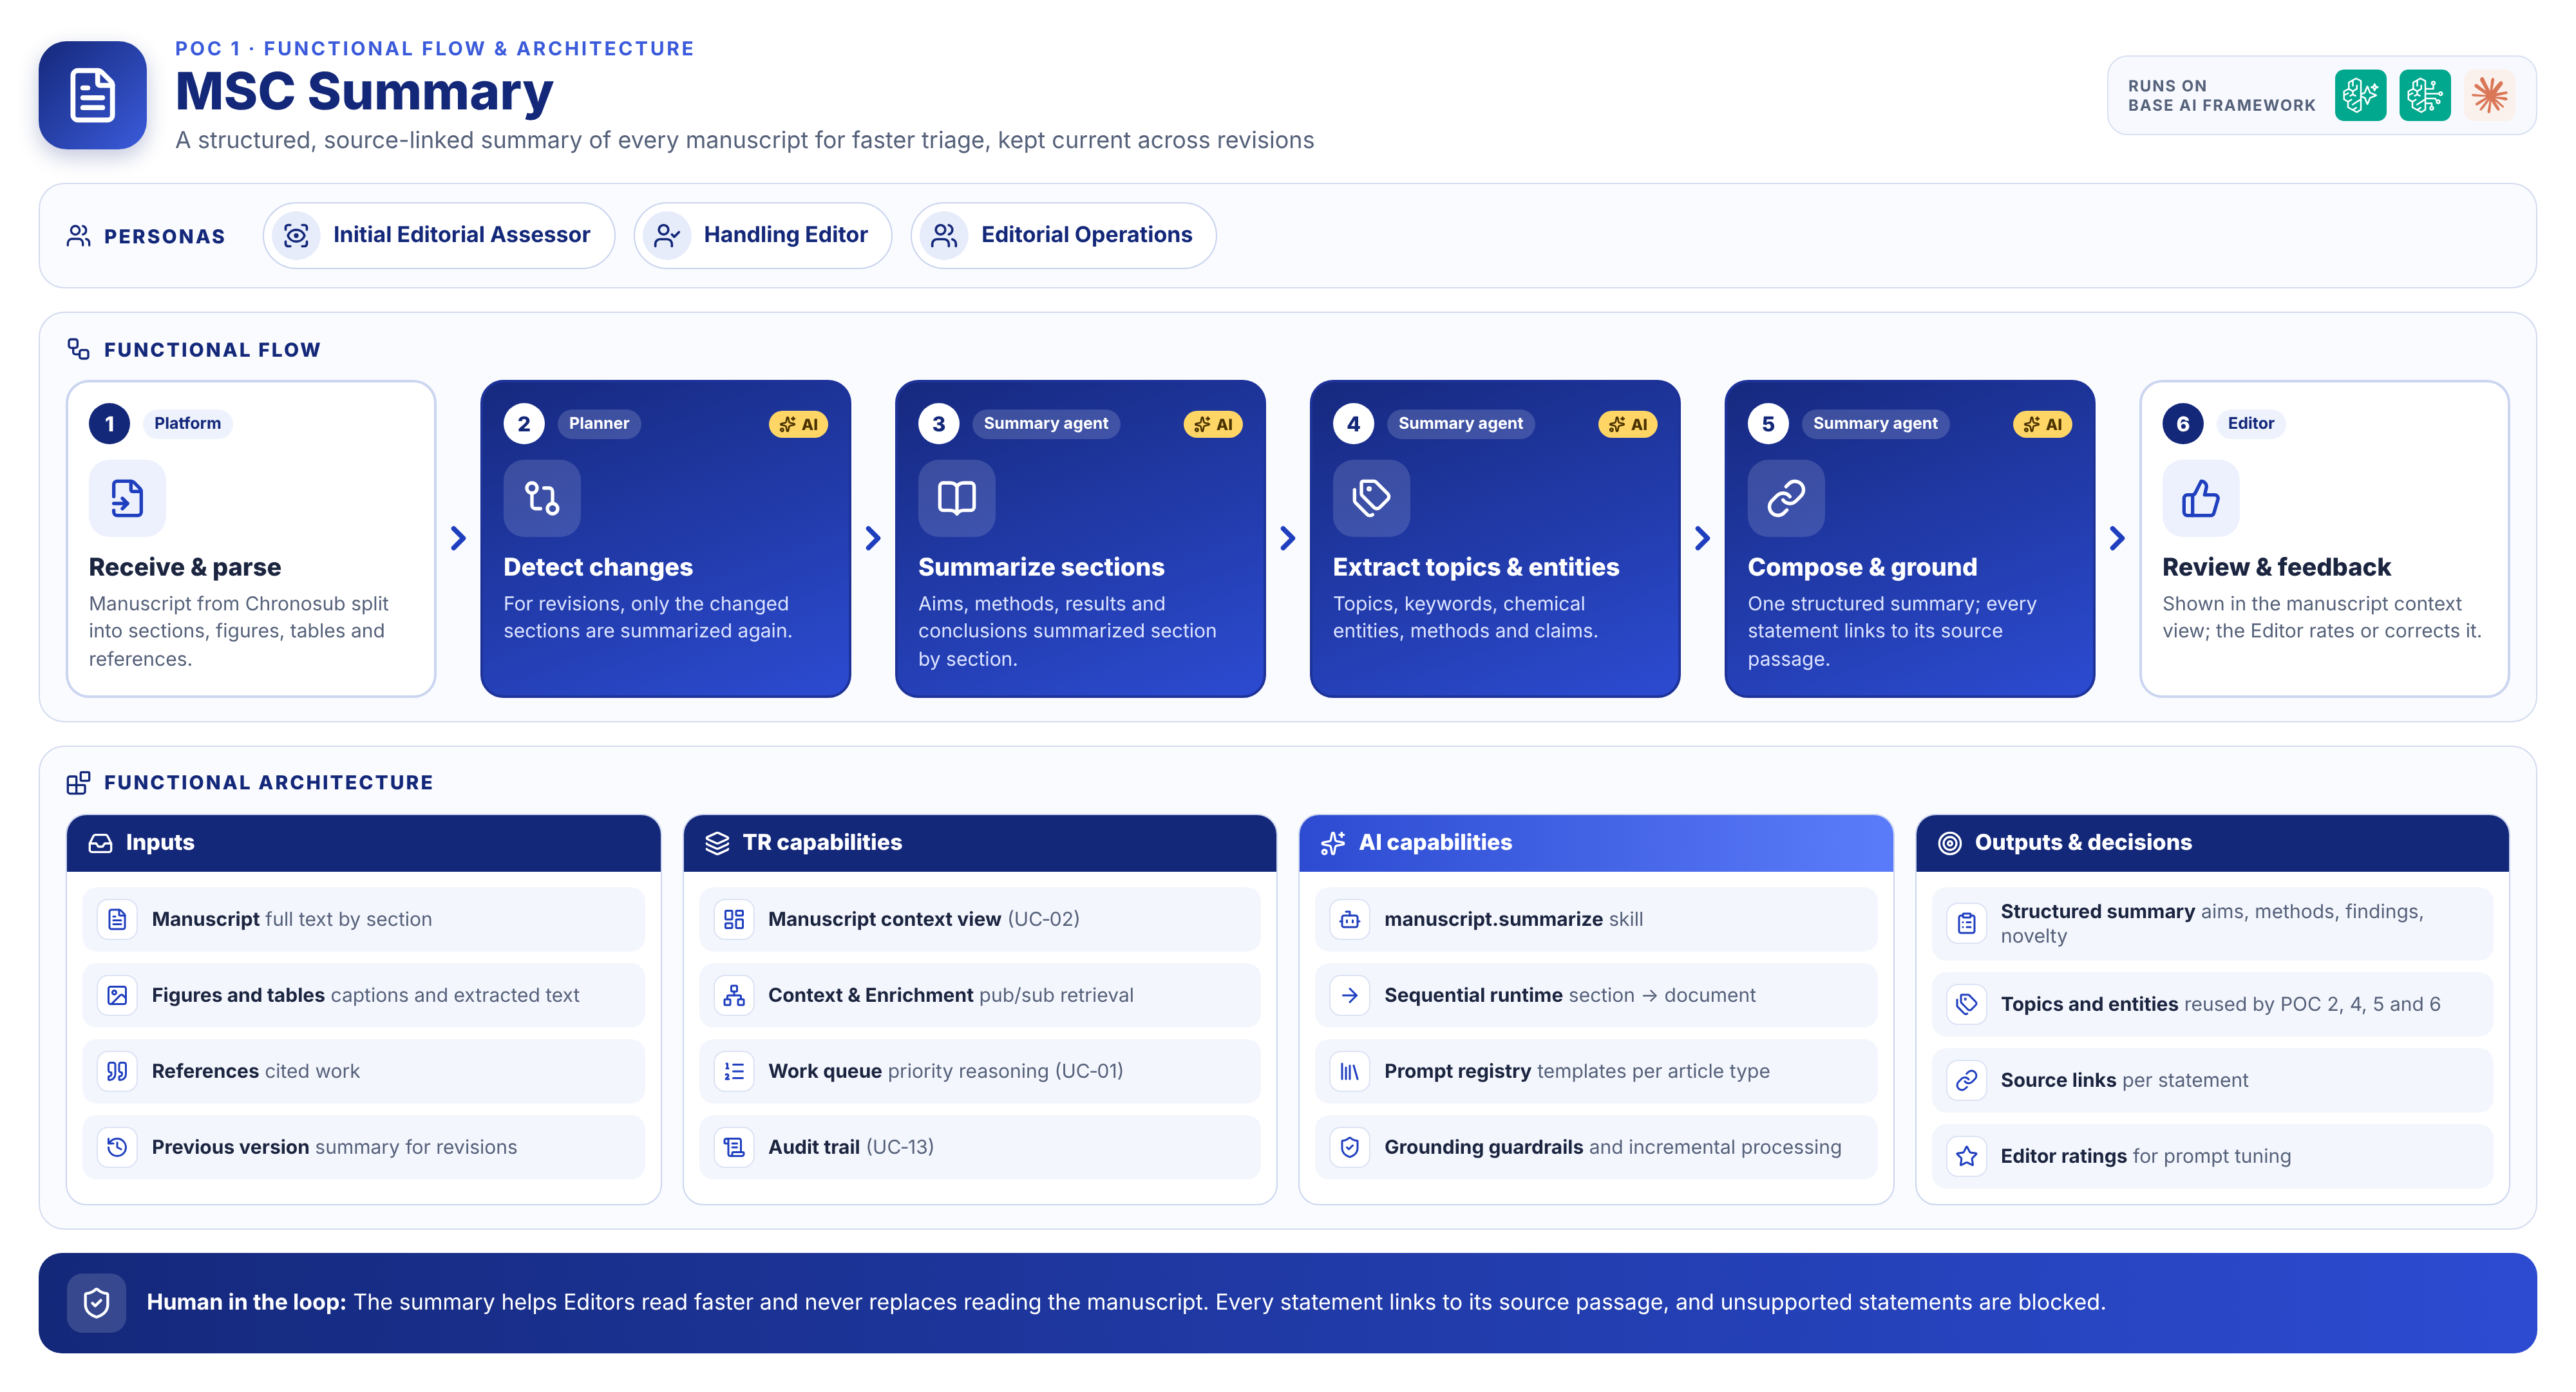 POC 1 · FUNCTIONAL FLOW & ARCHITECTURE
MSC Summary
A structured, source-linked summary of every manuscript for faster triage, kept current across revisions
RUNS ON
BASE AI FRAMEWORK
PERSONAS
Initial Editorial Assessor
Handling Editor
Editorial Operations
FUNCTIONAL FLOW
1 Platform
Receive & parse
Manuscript from Chronosub split
into sections, figures, tables and
references.
2 Planner AI
Detect changes
For revisions, only the changed
sections are summarized again.
3 Summary agent AI
Summarize sections
Aims, methods, results and
conclusions summarized section
by section.
4 Summary agent AI
Extract topics & entities
Topics, keywords, chemical
entities, methods and claims.
5 Summary agent AI
Compose & ground
One structured summary; every
statement links to its source
passage.
6 Editor
Review & feedback
Shown in the manuscript context
view; the Editor rates or corrects it.
FUNCTIONAL ARCHITECTURE
Inputs
Manuscript full text by section
Figures and tables captions and extracted text
References cited work
Previous version summary for revisions
TR capabilities
Manuscript context view (UC-02)
Context & Enrichment pub/sub retrieval
Work queue priority reasoning (UC-01)
Audit trail (UC-13)
AI capabilities
manuscript.summarize skill
Sequential runtime section → document
Prompt registry templates per article type
Grounding guardrails and incremental processing
Outputs & decisions
Structured summary aims, methods, findings,
novelty
Topics and entities reused by POC 2, 4, 5 and 6
Source links per statement
Editor ratings for prompt tuning
Human in the loop: The summary helps Editors read faster and never replaces reading the manuscript. Every statement links to its source passage, and unsupported statements are blocked.